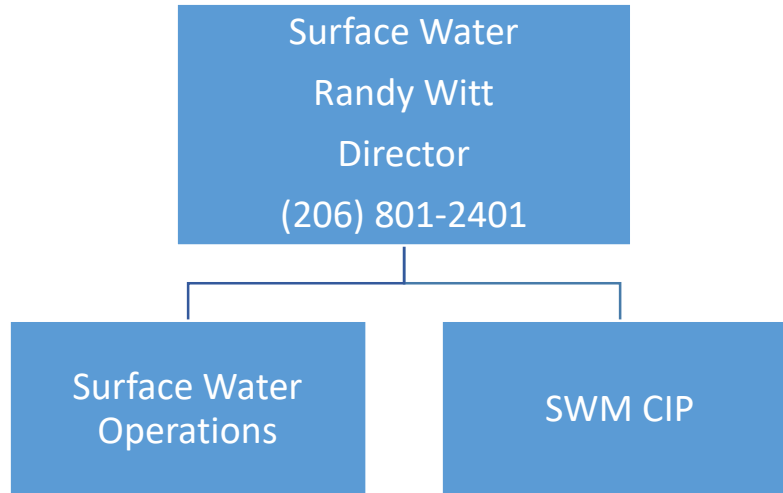 Surface Water
Randy Witt
Director
(206) 801-2401
Surface Water
Operations
SWM CIP